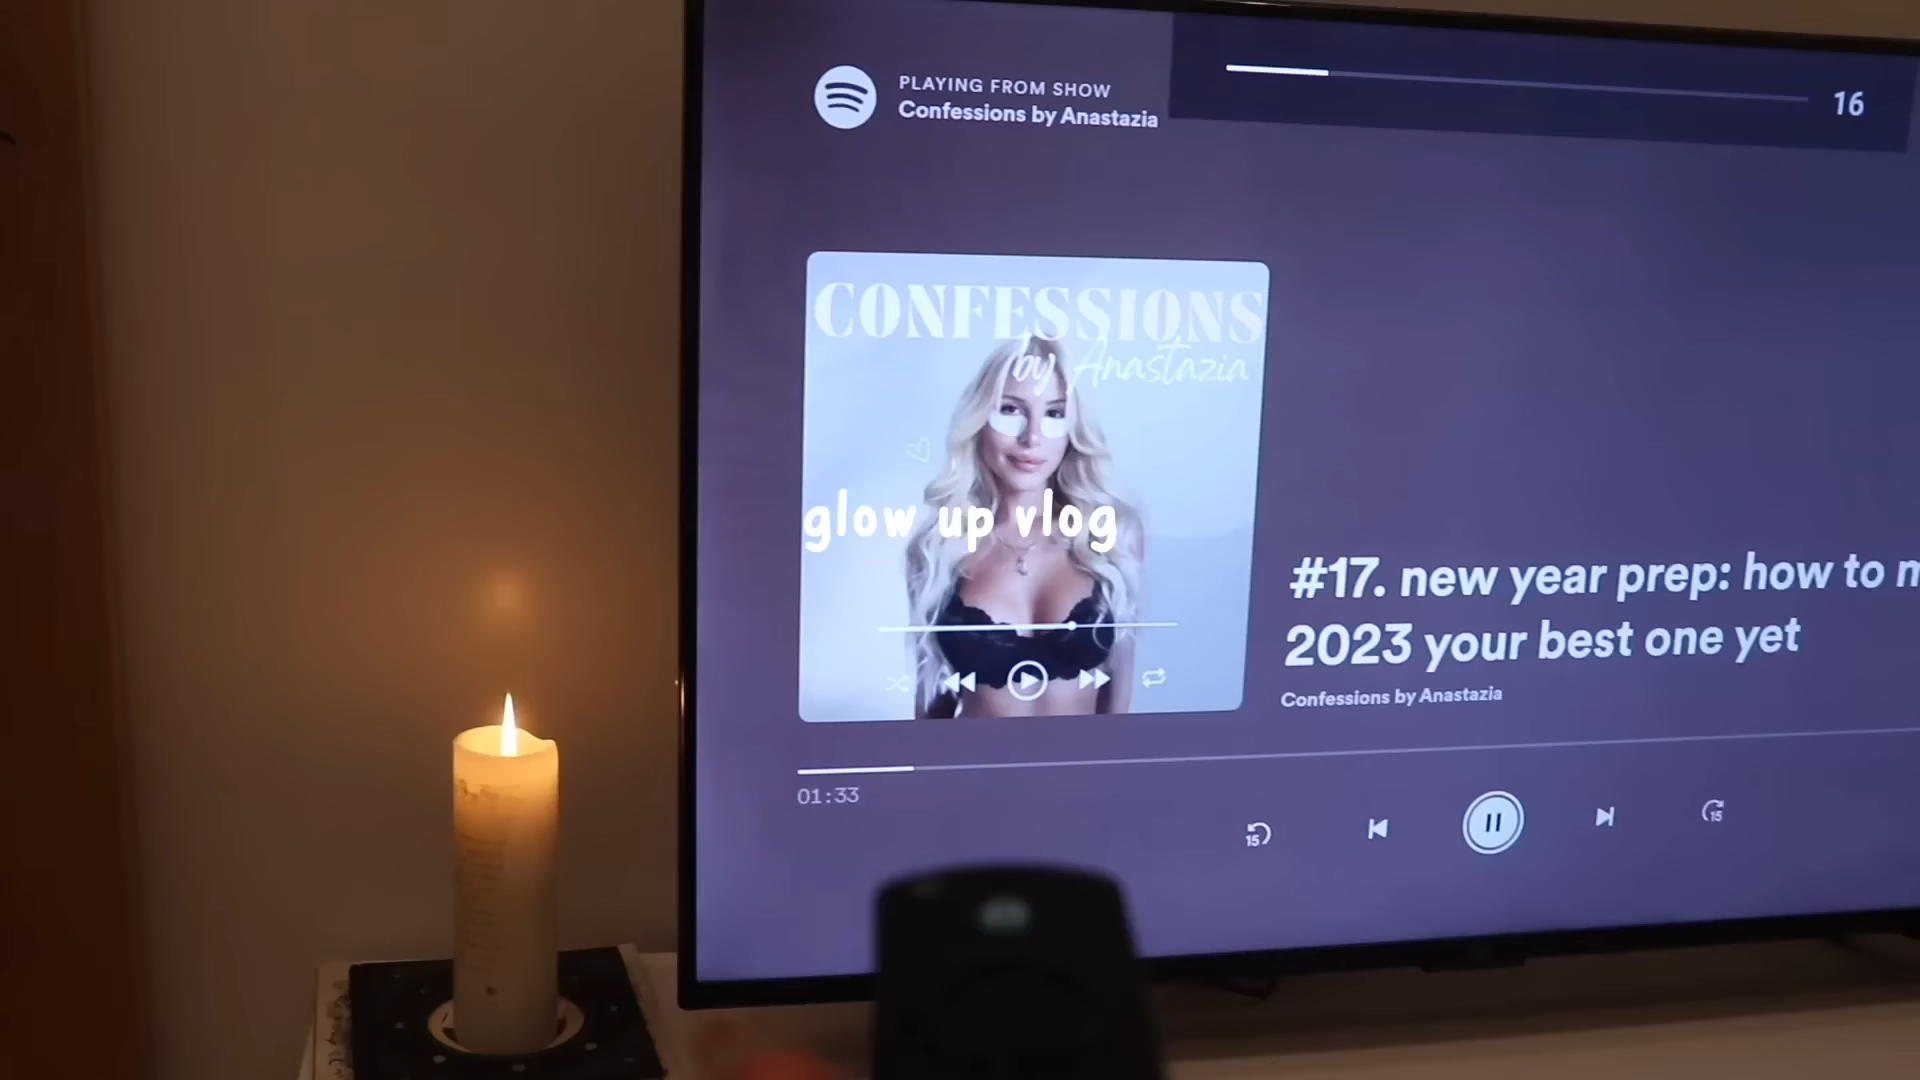 PLAYING FROM SHOW
Confessions by Anastazia
16
CONFESSIONS
by Anastazia
glow up vlog
#17. new year prep: how to m
2023 your best one yet
Confessions by Anastazia
01:33
15
15